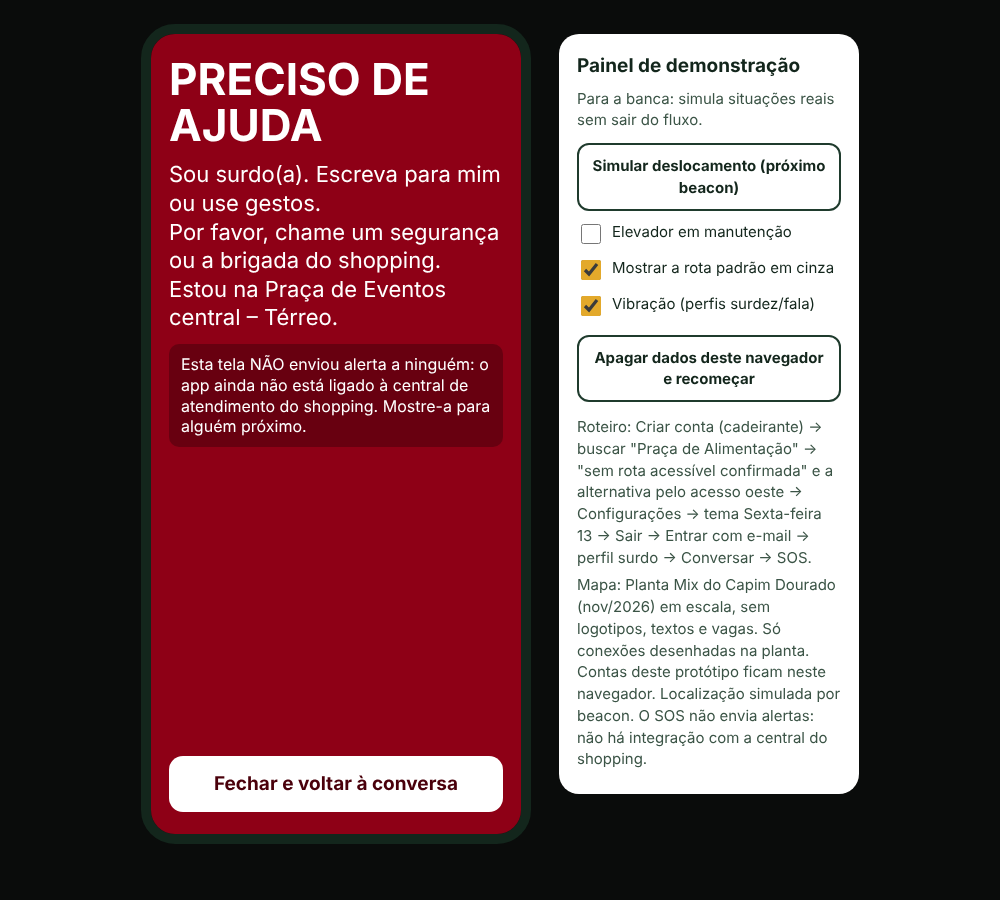 PRECISO DE
AJUDA
Sou surdo(a). Escreva para mim
ou use gestos.
Por favor, chame um segurança
ou a brigada do shopping.
Estou na Praça de Eventos
central – Térreo.
Esta tela NÃO enviou alerta a ninguém: o
app ainda não está ligado à central de
atendimento do shopping. Mostre-a para
alguém próximo.
Fechar e voltar à conversa
Painel de demonstração
Para a banca: simula situações reais
sem sair do fluxo.
Simular deslocamento (próximo
beacon)
Elevador em manutenção
Mostrar a rota padrão em cinza
Vibração (perfis surdez/fala)
Apagar dados deste navegador
e recomeçar
Roteiro: Criar conta (cadeirante) →
buscar "Praça de Alimentação" →
"sem rota acessível confirmada" e a
alternativa pelo acesso oeste →
Configurações → tema Sexta-feira
13 → Sair → Entrar com e-mail →
perfil surdo → Conversar → SOS.
Mapa: Planta Mix do Capim Dourado
(nov/2026) em escala, sem
logotipos, textos e vagas. Só
conexões desenhadas na planta.
Contas deste protótipo ficam neste
navegador. Localização simulada por
beacon. O SOS não envia alertas:
não há integração com a central do
shopping.